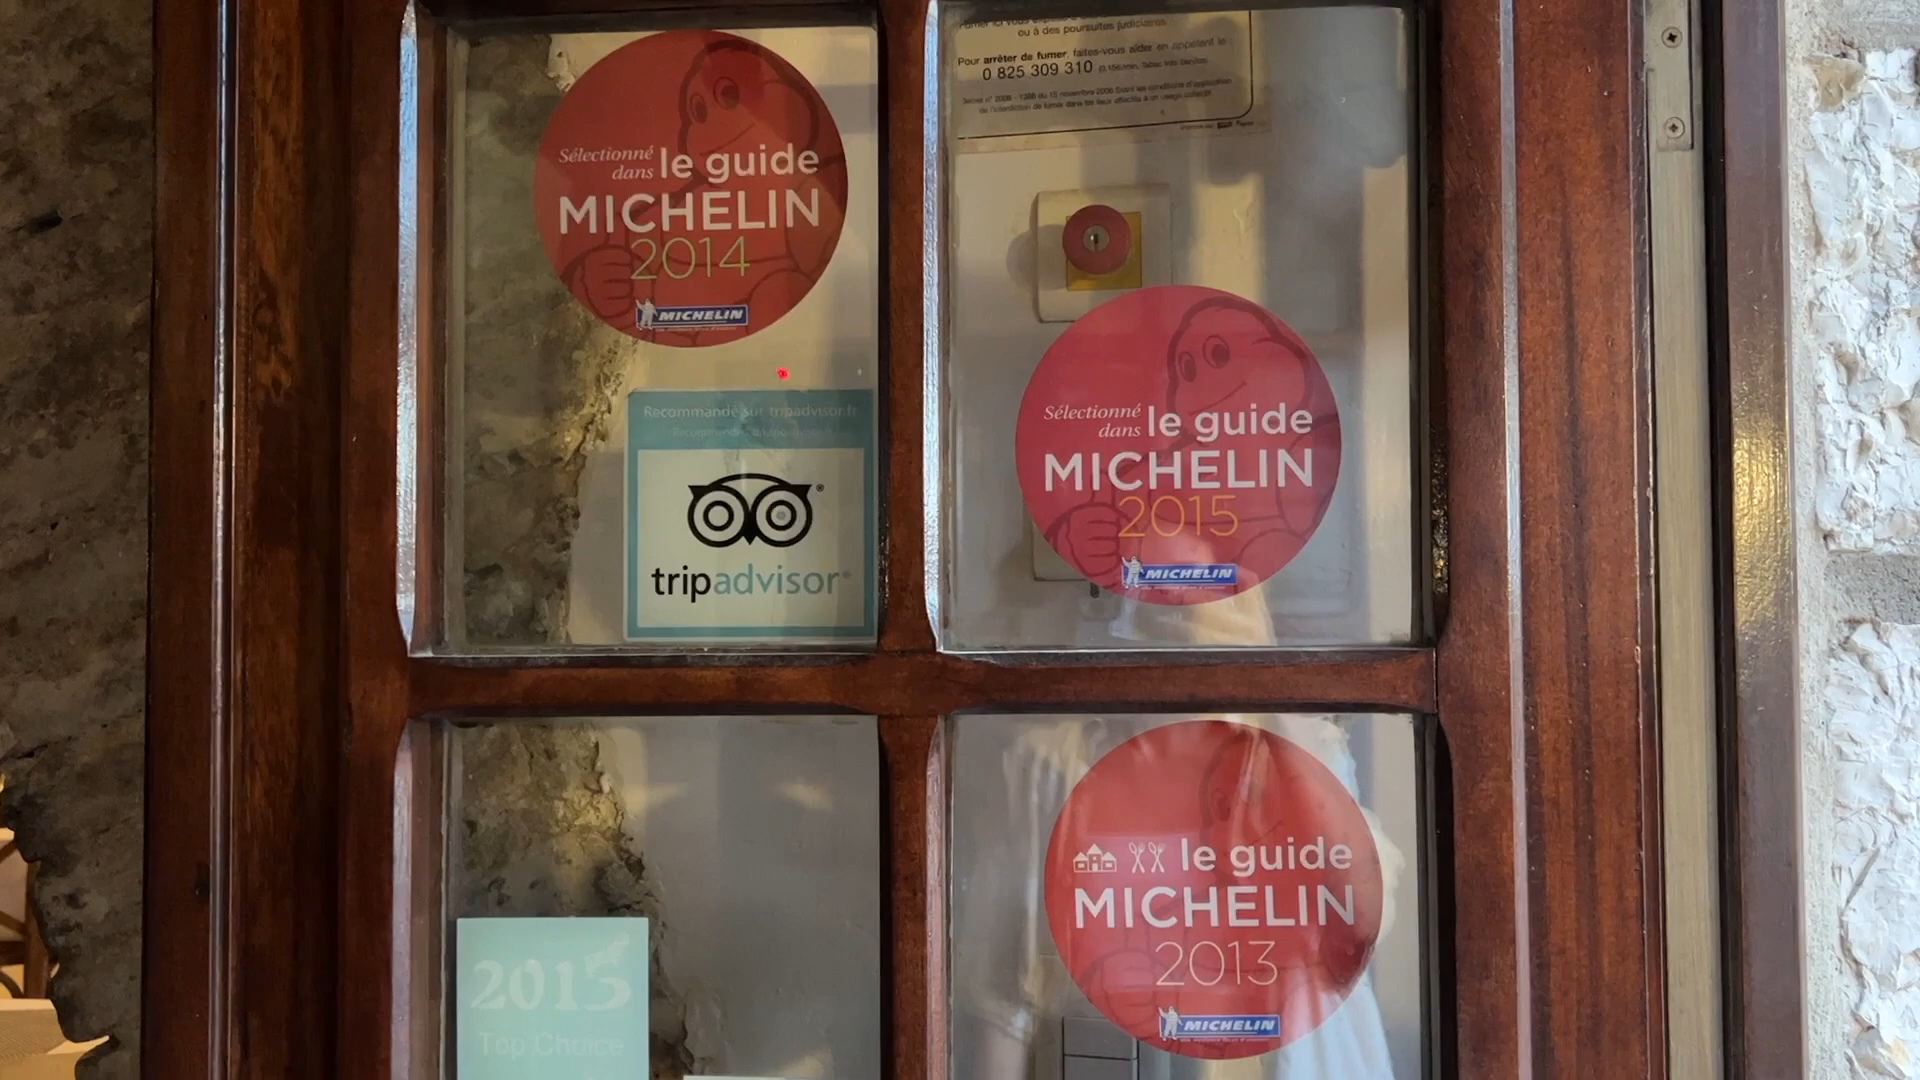 Sélectionné
dans le guide
MICHELIN
2014
MICHELIN
Recommandé sur tripadvisor.fr
tripadvisor
ou à des poursuites judiciaires.
Pour arrêter de fumer, faites-vous aider en appelant le
0 825 309 310
Sélectionné
dans le guide
MICHELIN
2015
MICHELIN
2015
Top Choice
le guide
MICHELIN
2013
MICHELIN